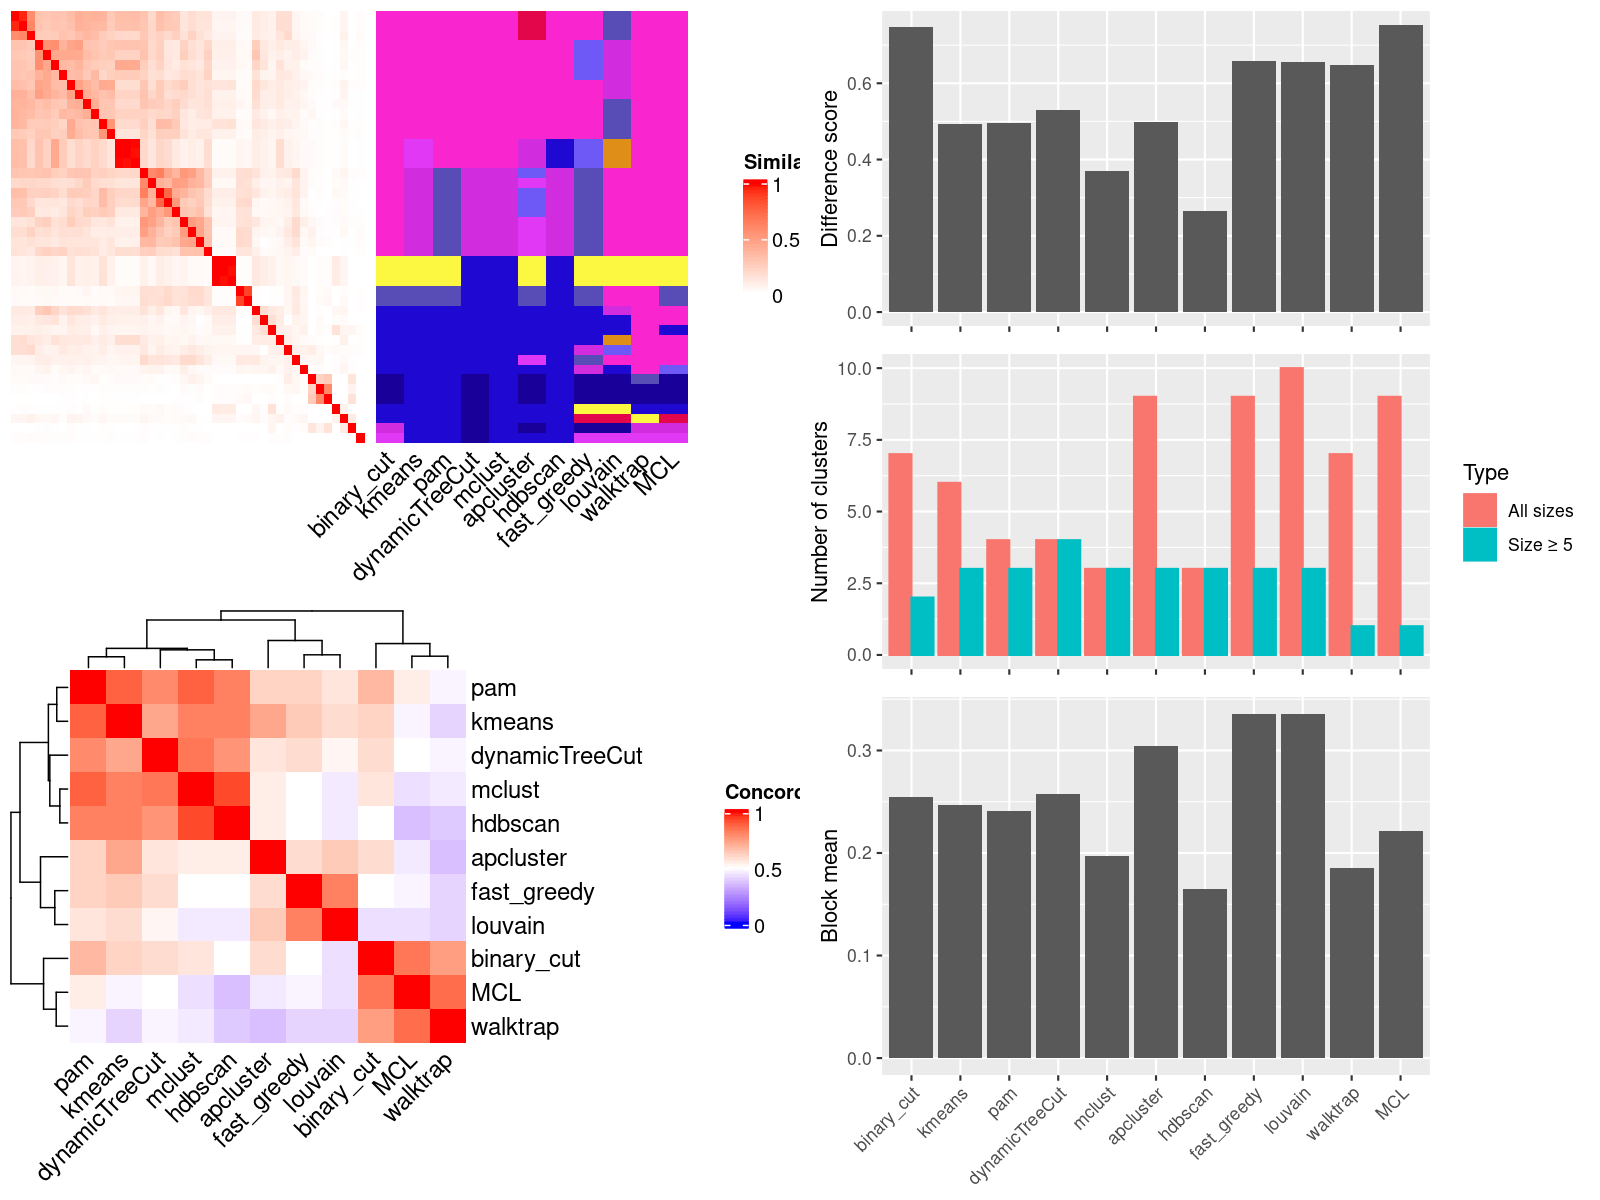 Simila
1
0.5
0
binary_cut
kmeans
pam
dynamicTreeCut
mclust
apcluster
hdbscan
fast_greedy
louvain
walktrap
MCL
pam
kmeans
dynamicTreeCut
mclust
hdbscan
apcluster
fast_greedy
louvain
binary_cut
MCL
walktrap
pam
kmeans
dynamicTreeCut
mclust
hdbscan
apcluster
fast_greedy
louvain
binary_cut
MCL
walktrap
Concord
1
0.5
0
Difference score
0.6
0.4
0.2
0.0
Number of clusters
10.0
7.5
5.0
2.5
0.0
Type
All sizes
Size ≥ 5
Block mean
0.3
0.2
0.1
0.0
binary_cut
kmeans
pam
dynamicTreeCut
mclust
apcluster
hdbscan
fast_greedy
louvain
walktrap
MCL